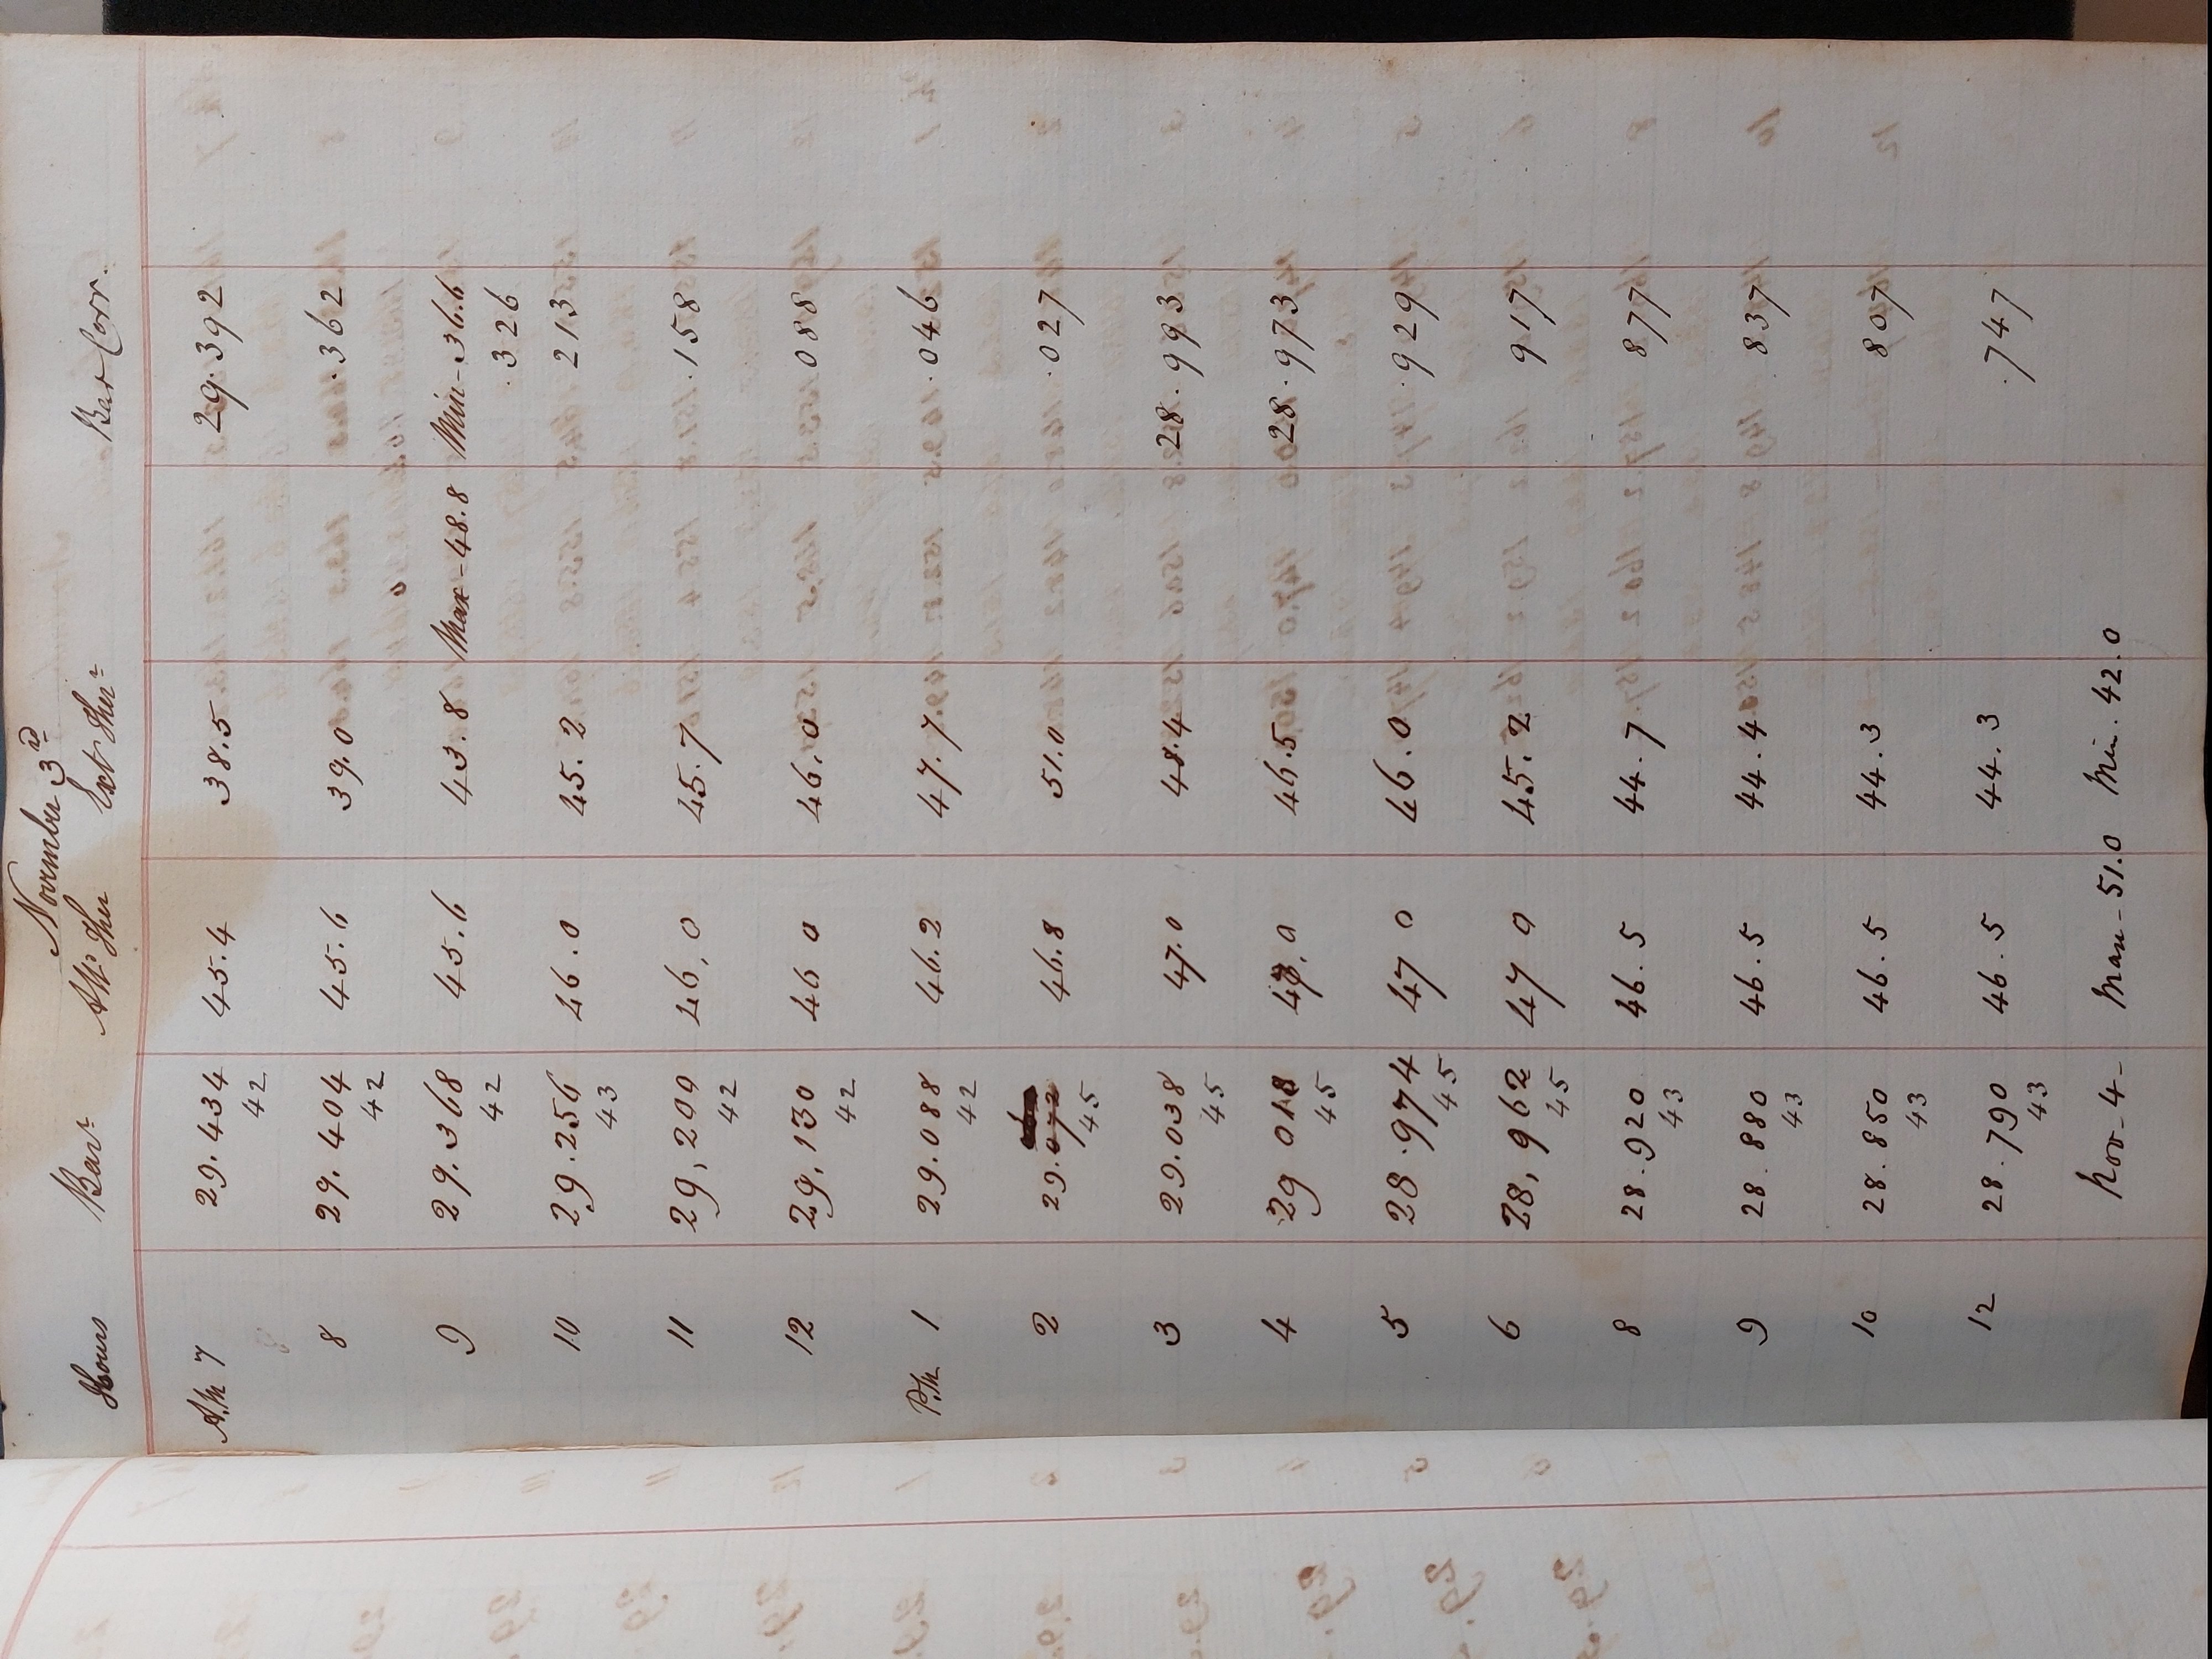 November 3rd
Hours Barr Attd Ther Ext Therr Bar Corr.
A.M 7 29.434 45.4 38.5 29.392
8 42
8 29.404 45.6 39.0 .362
42
9 29.368 45.6 43.8 Max - 48.8 Min - 36.6
42 .326
10 29.256 46.0 45.2 213
43
11 29,200 46,0 45.7 .158
42
12 29,130 46 0 46,0 088
42
P.M 1 29.088 46.2 47.7 .046
42
2 29.072 46.8 51.0 .027
45
3 29.038 47.0 48.4 28.993
45
4 29 018 47,0 46.5 28.973
45
5 28.974 47 0 46.0 .929
45
6 28,962 47 0 45.2 917
45
8 28.920 46.5 44.7 877
43
9 28.880 46.5 44.4 837
43
10 28.850 46.5 44.3 807
43
12 28.790 46.5 44.3 .747
43
Nov - 4 - Max - 51.0 Min. 42.0